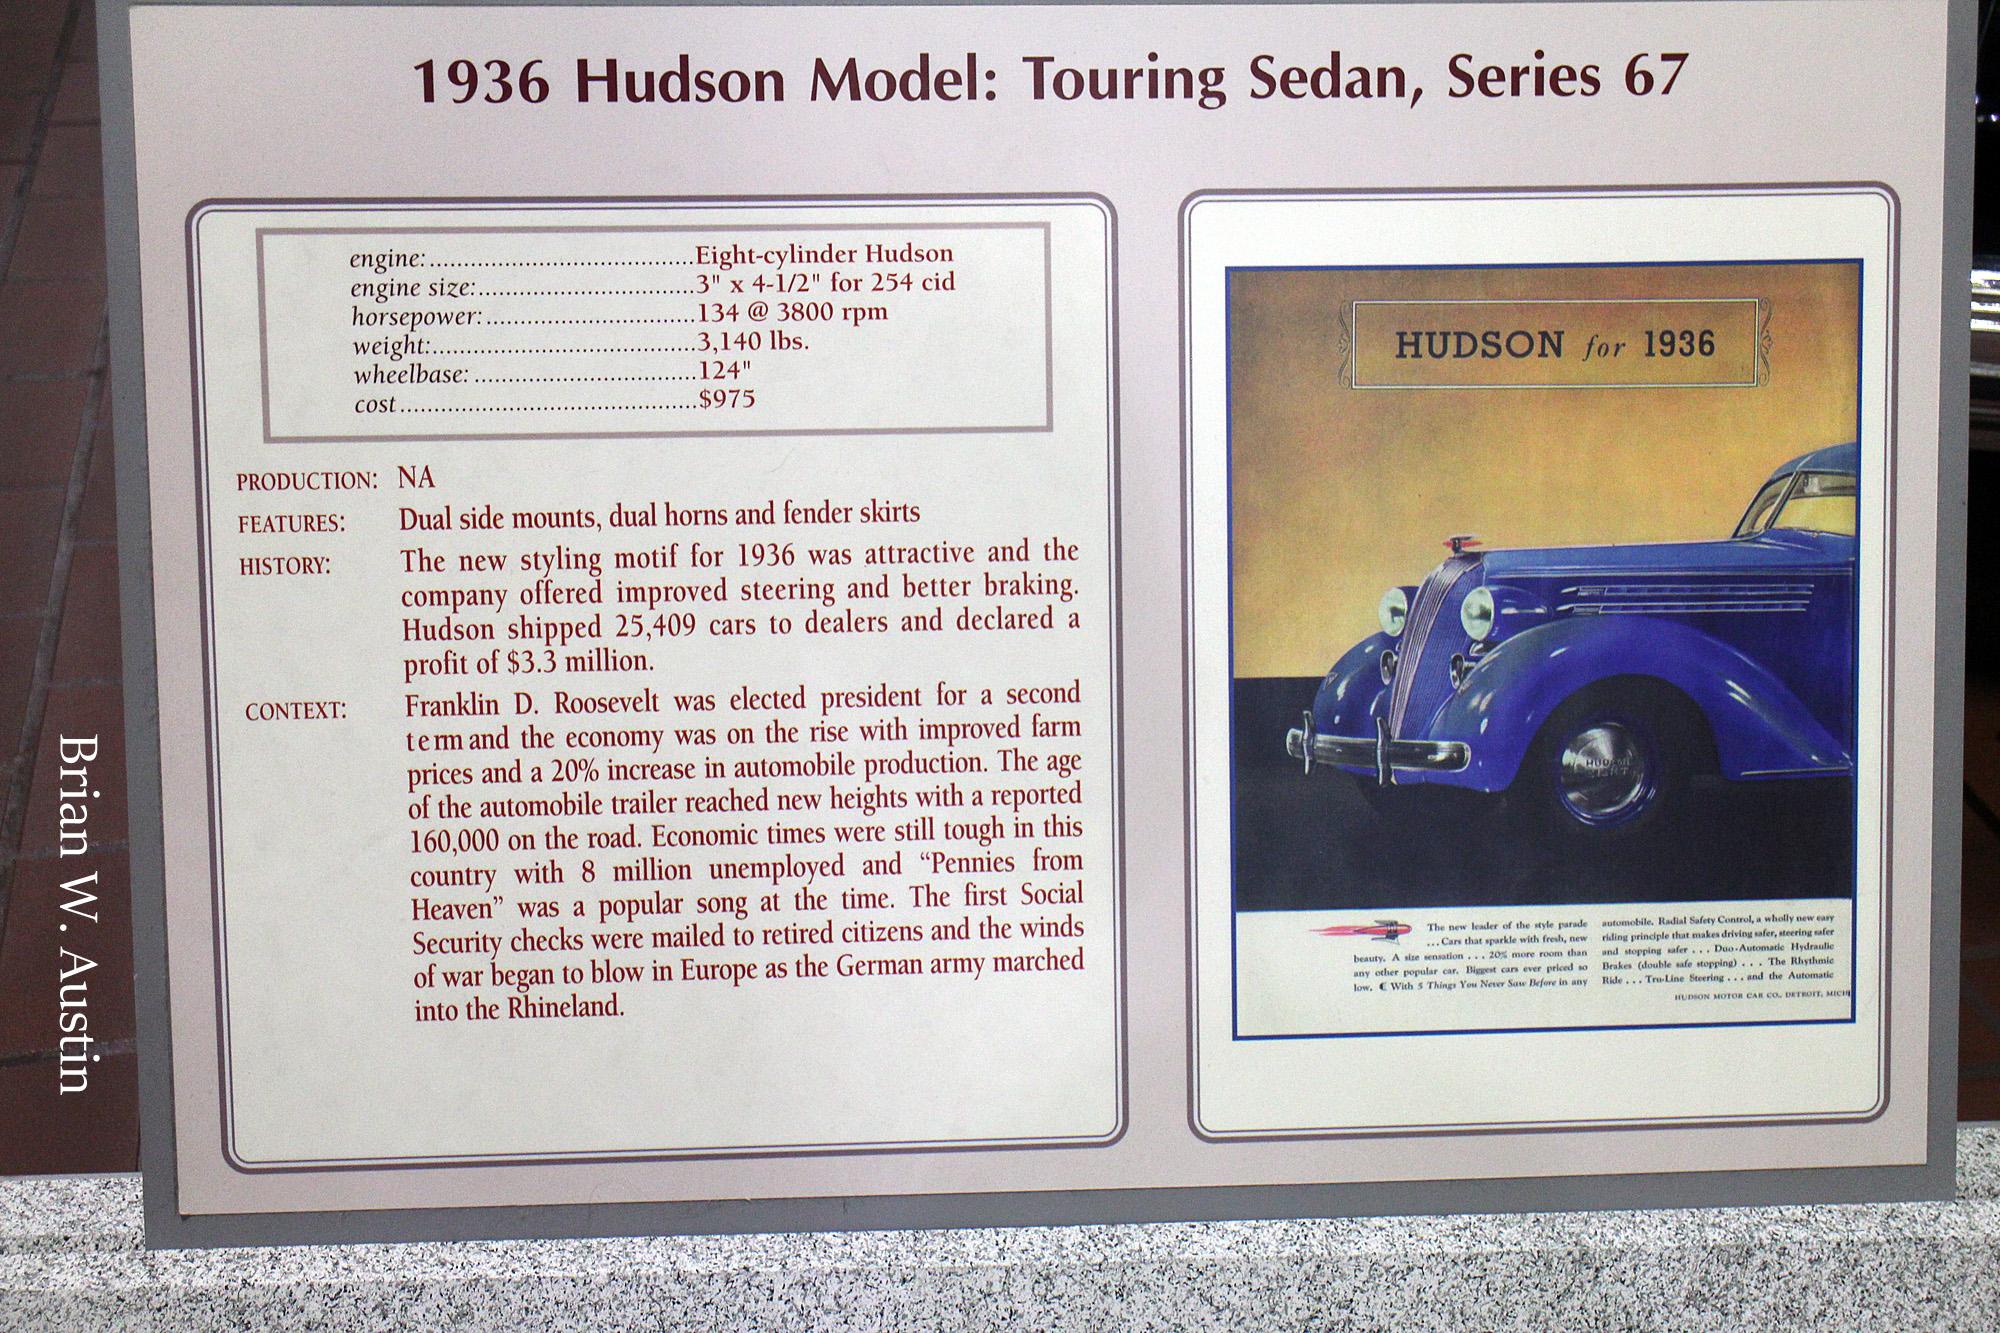 1936 Hudson Model: Touring Sedan, Series 67
engine:....................................Eight-cylinder Hudson
engine size:..............................3" x 4-1/2" for 254 cid
horsepower:.............................134 @ 3800 rpm
weight:....................................3,140 lbs.
wheelbase:...............................124"
cost.........................................$975
PRODUCTION: NA
FEATURES: Dual side mounts, dual horns and fender skirts
HISTORY: The new styling motif for 1936 was attractive and the
company offered improved steering and better braking.
Hudson shipped 25,409 cars to dealers and declared a
profit of $3.3 million.
CONTEXT: Franklin D. Roosevelt was elected president for a second
term and the economy was on the rise with improved farm
prices and a 20% increase in automobile production. The age
of the automobile trailer reached new heights with a reported
160,000 on the road. Economic times were still tough in this
country with 8 million unemployed and “Pennies from
Heaven” was a popular song at the time. The first Social
Security checks were mailed to retired citizens and the winds
of war began to blow in Europe as the German army marched
into the Rhineland.
HUDSON for 1936
The new leader of the style parade
...Cars that sparkle with fresh, new
beauty. A size sensation . . . 20% more room than
any other popular car. Biggest cars ever priced so
low. € With 5 Things You Never Saw Before in any
automobile. Radial Safety Control, a wholly new easy
riding principle that makes driving safer, steering safer
and stopping safer . . . Duo-Automatic Hydraulic
Brakes (double safe stopping) . . . The Rhythmic
Ride . . . Tru-Line Steering . . . and the Automatic
HUDSON MOTOR CAR CO., DETROIT, MICH
Brian W. Austin